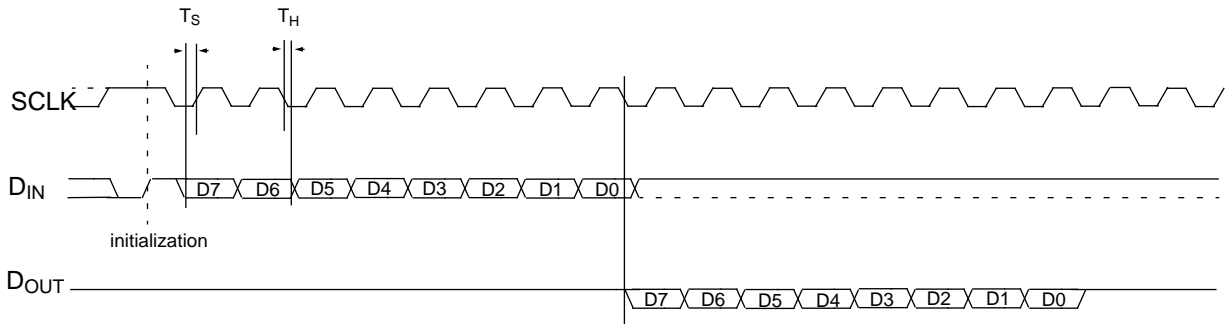 TS TH
SCLK
DIN D7 D6 D5 D4 D3 D2 D1 D0
initialization
DOUT D7 D6 D5 D4 D3 D2 D1 D0